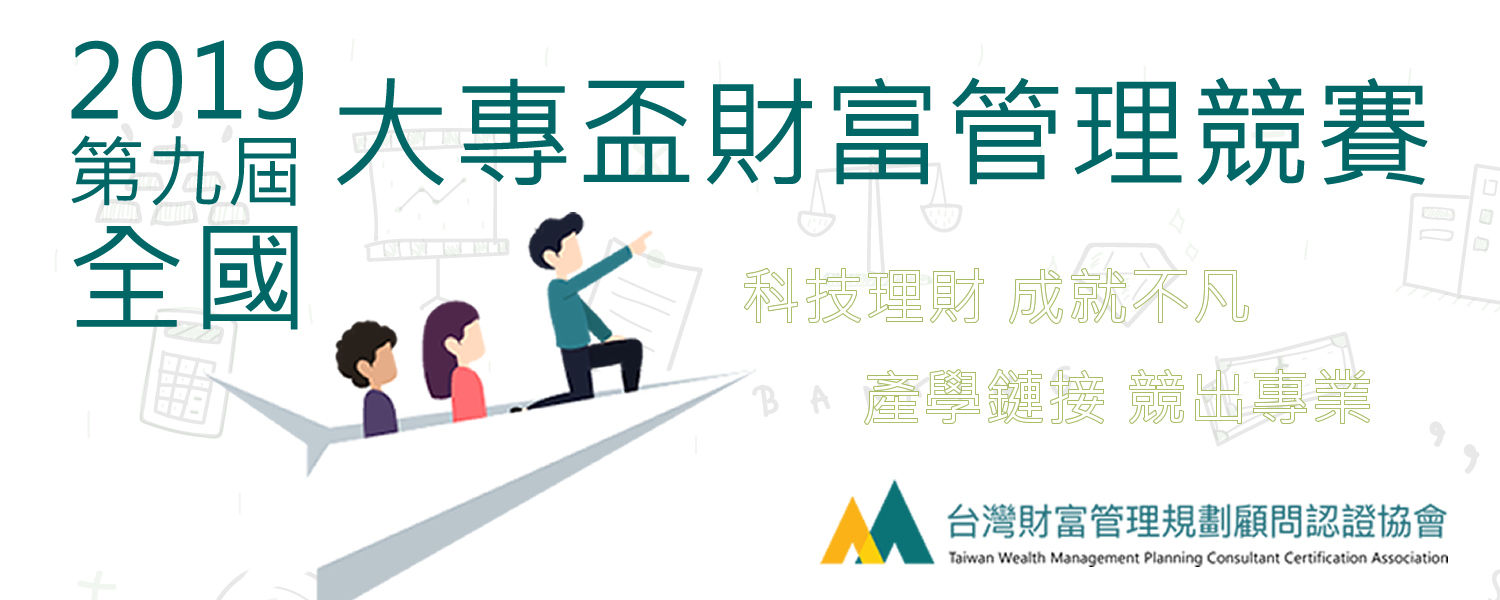 2019
第九屆
全國
大專盃財富管理競賽
科技理財 成就不凡
產學鏈接 競出專業
台灣財富管理規劃顧問認證協會
Taiwan Wealth Management Planning Consultant Certification Association